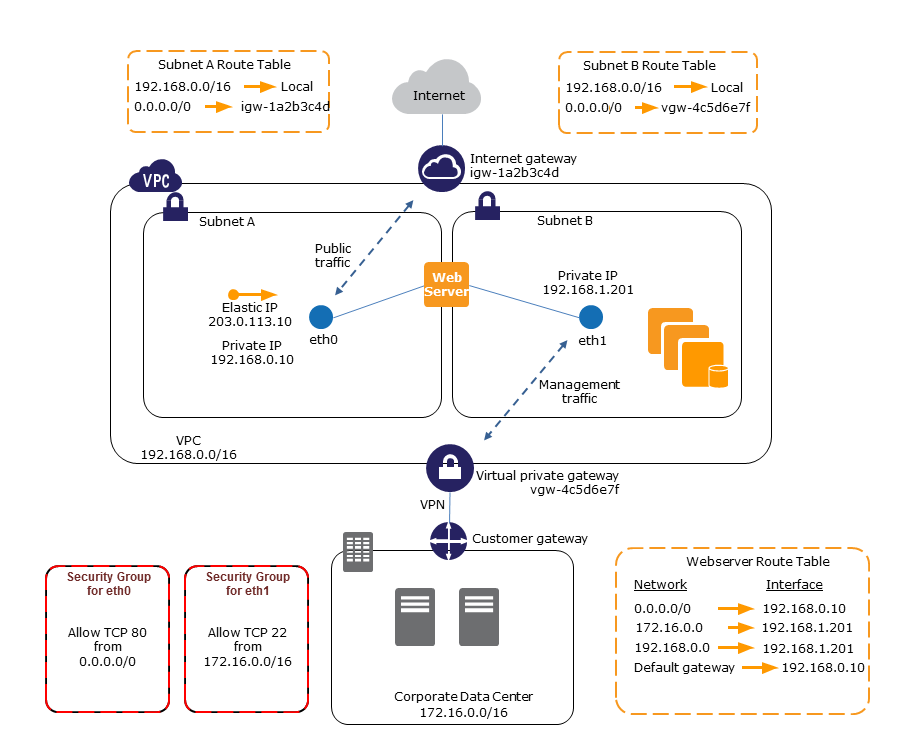 Subnet A Route Table
192.168.0.0/16 Local
0.0.0.0/0 igw-1a2b3c4d
Internet
Subnet B Route Table
192.168.0.0/16 Local
0.0.0.0/0 vgw-4c5d6e7f
Internet gateway
igw-1a2b3c4d
VPC
Subnet A
Subnet B
Public
traffic
Web
Server
Elastic IP
203.0.113.10
eth0
Private IP
192.168.0.10
Private IP
192.168.1.201
eth1
Management
traffic
VPC
192.168.0.0/16
Virtual private gateway
vgw-4c5d6e7f
VPN
Customer gateway
Security Group
for eth0
Allow TCP 80
from
0.0.0.0/0
Security Group
for eth1
Allow TCP 22
from
172.16.0.0/16
Corporate Data Center
172.16.0.0/16
Webserver Route Table
Network Interface
0.0.0.0/0 192.168.0.10
172.16.0.0 192.168.1.201
192.168.0.0 192.168.1.201
Default gateway 192.168.0.10